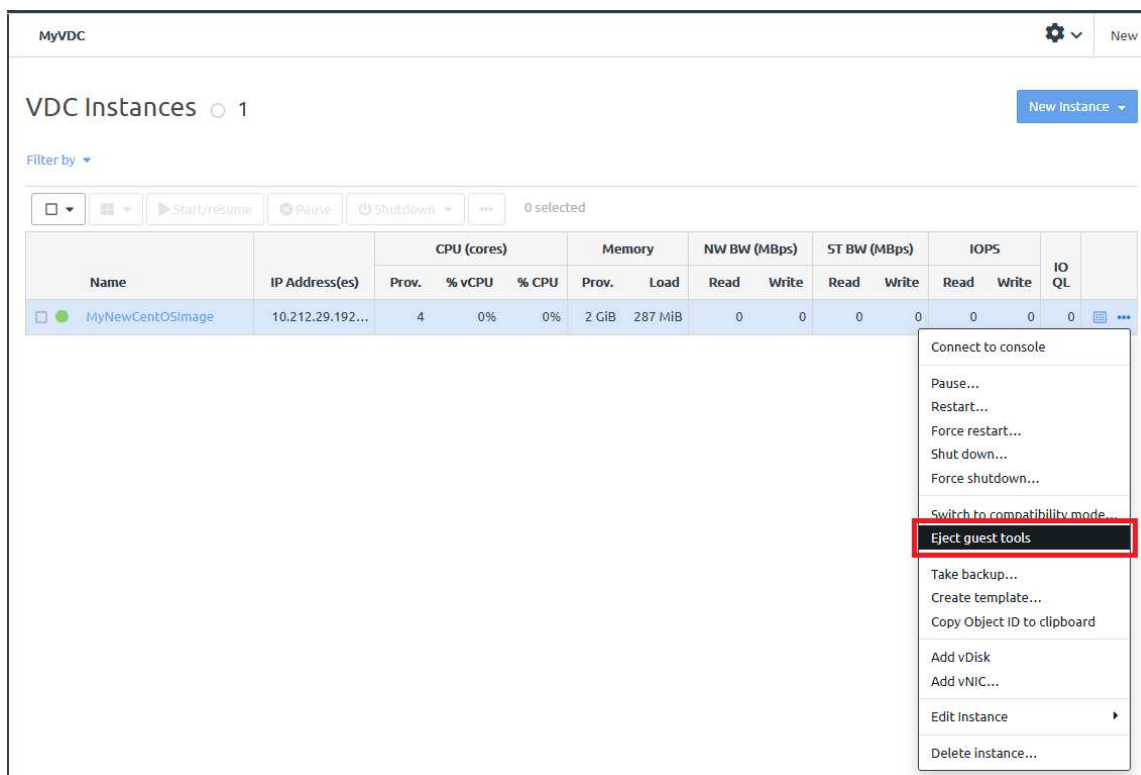 MyVDC
New
VDC Instances 1
New Instance
Filter by
Start/resume Pause Shutdown ••• 0 selected
CPU (cores) Memory NW BW (MBps) ST BW (MBps) IOPS
Name IP Address(es) Prov. % vCPU % CPU Prov. Load Read Write Read Write Read Write IO QL
MyNewCentOSImage 10.212.29.192... 4 0% 0% 2 GiB 287 MiB 0 0 0 0 0 0 0 •••
Connect to console
Pause...
Restart...
Force restart...
Shut down...
Force shutdown...
Switch to compatibility mode...
Eject guest tools
Take backup...
Create template...
Copy Object ID to clipboard
Add vDisk
Add vNIC...
Edit Instance
Delete instance...